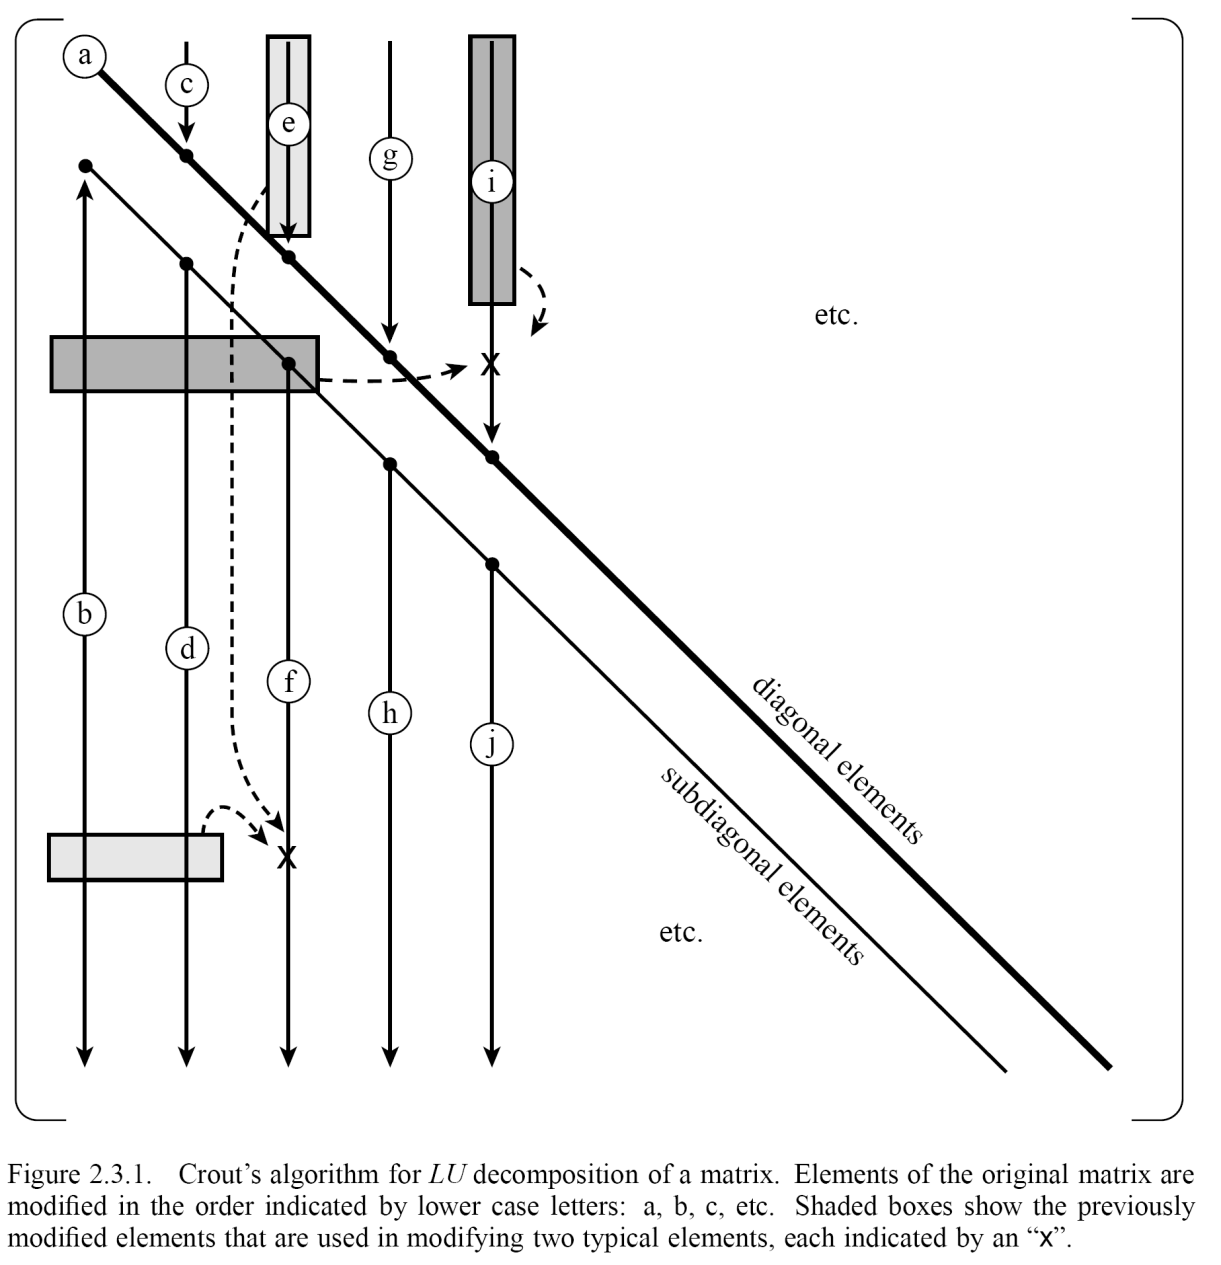 a
c
e
g
i
etc.
b
d
f
h
j
diagonal elements
subdiagonal elements
x
x
etc.
Figure 2.3.1. Crout’s algorithm for LU decomposition of a matrix. Elements of the original matrix are
modified in the order indicated by lower case letters: a, b, c, etc. Shaded boxes show the previously
modified elements that are used in modifying two typical elements, each indicated by an “x”.